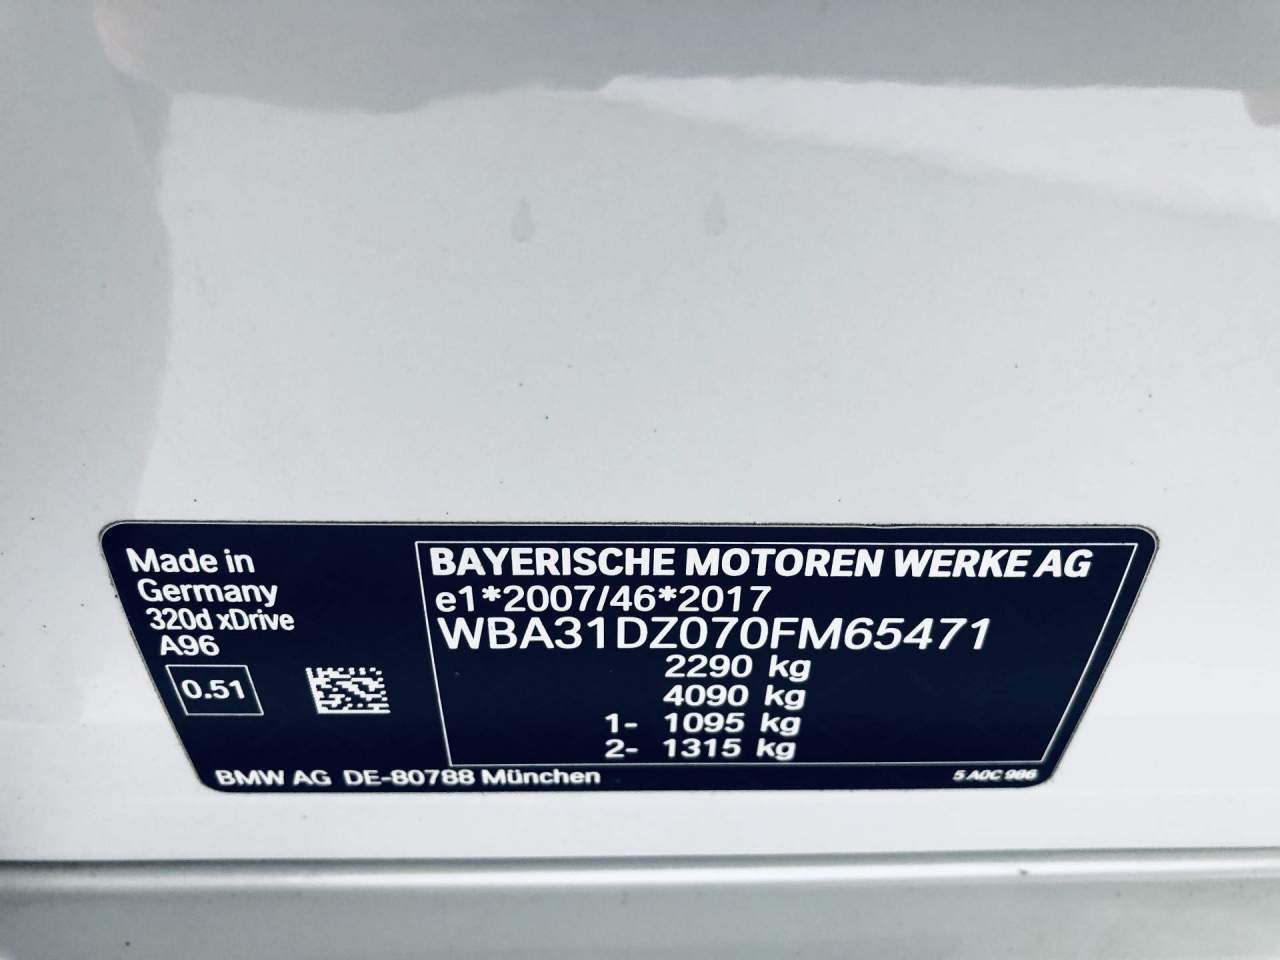 Made in
Germany
320d xDrive
A96
0.51
BAYERISCHE MOTOREN WERKE AG
e1*2007/46*2017
WBA31DZ070FM65471
2290 kg
4090 kg
1- 1095 kg
2- 1315 kg
BMW AG DE-80788 München
5 A0C 986